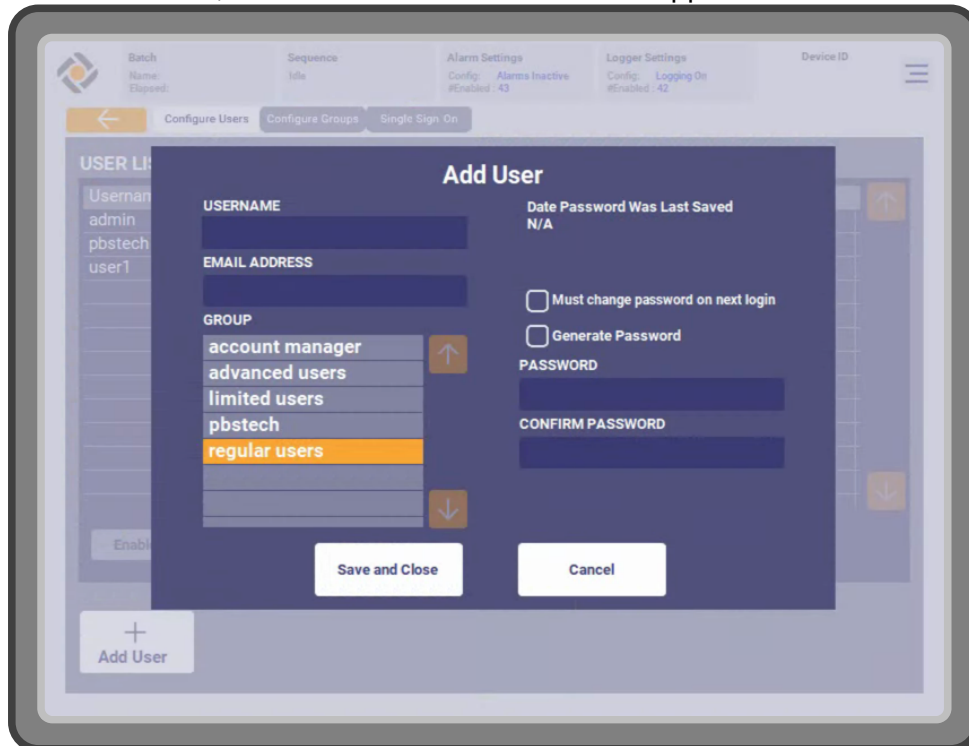 Batch
Name:
Elapsed:
Sequence
Idle
Alarm Settings
Config: Alarms Inactive
#Enabled : 43
Logger Settings
Config: Logging On
#Enabled : 42
Device ID
Configure Users
Configure Groups
Single Sign On
USER LI
Usernam
admin
pbstech
user1
Enabl
Add User
USERNAME
EMAIL ADDRESS
GROUP
account manager
advanced users
limited users
pbstech
regular users
Date Password Was Last Saved
N/A
Must change password on next login
Generate Password
PASSWORD
CONFIRM PASSWORD
Save and Close
Cancel
Add User